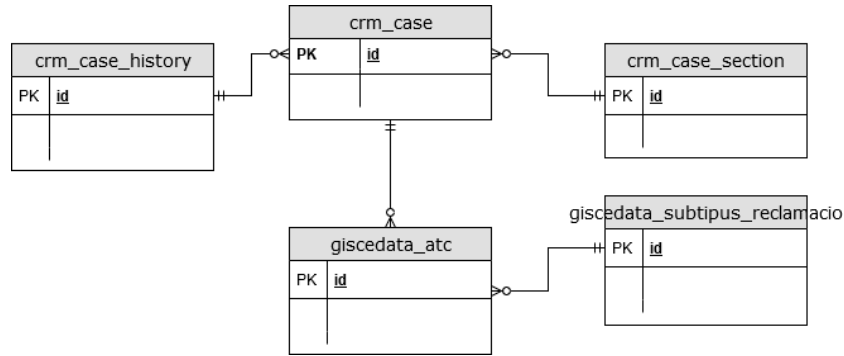 crm_case
PK id
crm_case_history
PK id
crm_case_section
PK id
giscedata_atc
PK id
giscedata_subtipus_reclamacio
PK id